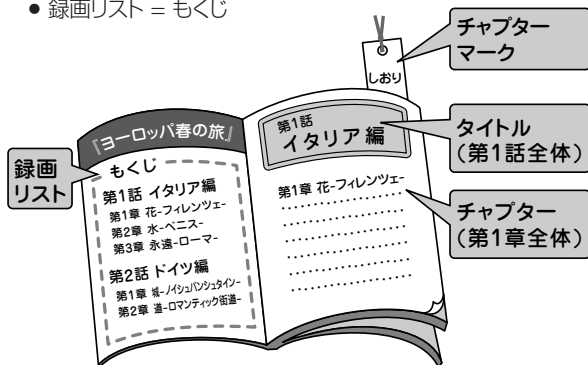 ● 録画リスト = もくじ
チャプター
マーク
しおり
『ヨーロッパ春の旅』
第1話
イタリア編
タイトル
(第1話全体)
録画
リスト
もくじ
第1話 イタリア編
第1章 花-フィレンツェ-
第2章 水-ベニス-
第3章 永遠-ローマ-
第2話 ドイツ編
第1章 城-ノイシュバンシュタイン-
第2章 道-ロマンティック街道-
第1章 花-フィレンツェ-
チャプター
(第1章全体)